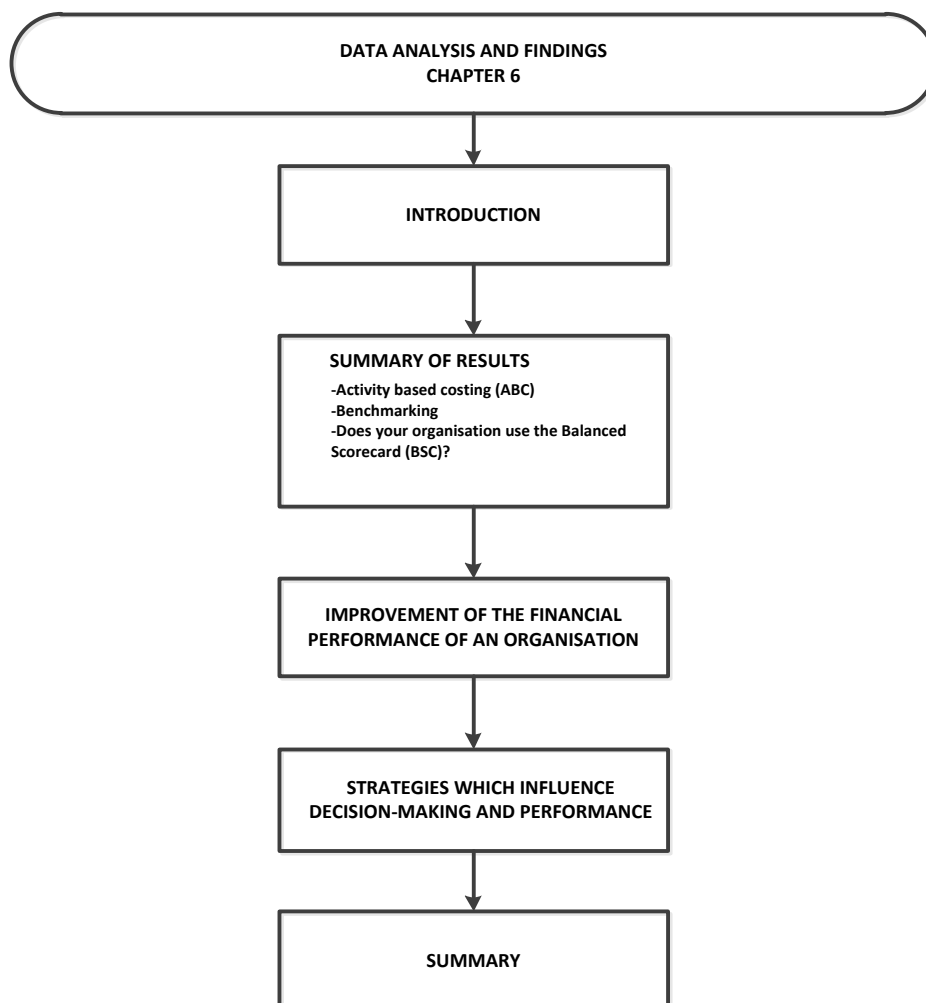 DATA ANALYSIS AND FINDINGS
CHAPTER 6
INTRODUCTION
SUMMARY OF RESULTS
-Activity based costing (ABC)
-Benchmarking
-Does your organisation use the Balanced
Scorecard (BSC)?
IMPROVEMENT OF THE FINANCIAL
PERFORMANCE OF AN ORGANISATION
STRATEGIES WHICH INFLUENCE
DECISION-MAKING AND PERFORMANCE
SUMMARY